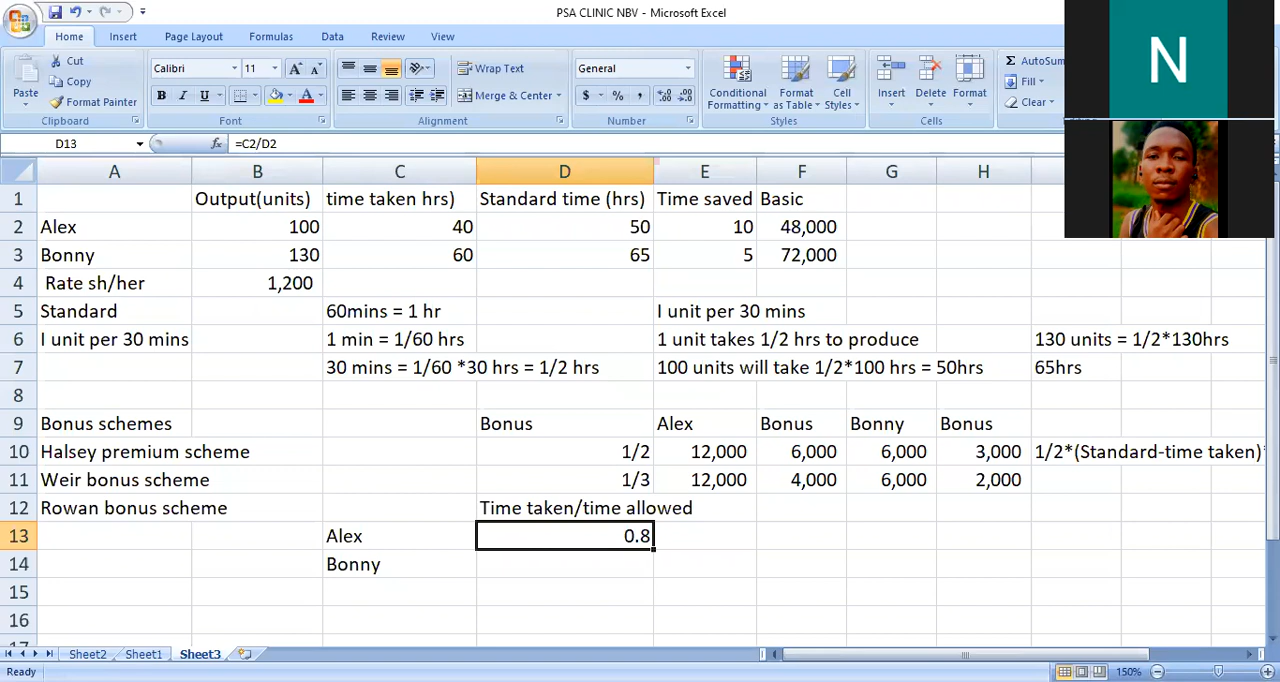 PSA CLINIC NBV - Microsoft Excel
Home Insert Page Layout Formulas Data Review View
Paste Cut Copy Format Painter Clipboard
Calibri 11 A A B I U A Font
Wrap Text Merge & Center Alignment
General $ % , Number
Conditional Formatting Format as Table Cell Styles Styles
Insert Delete Format Cells
Σ AutoSum Fill Clear
N
D13 fx =C2/D2
A B C D E F G H
1 Output(units) time taken hrs) Standard time (hrs) Time saved Basic
2 Alex 100 40 50 10 48,000
3 Bonny 130 60 65 5 72,000
4 Rate sh/her 1,200
5 Standard 60mins = 1 hr I unit per 30 mins
6 I unit per 30 mins 1 min = 1/60 hrs 1 unit takes 1/2 hrs to produce 130 units = 1/2*130hrs
7 30 mins = 1/60 *30 hrs = 1/2 hrs 100 units will take 1/2*100 hrs = 50hrs 65hrs
8
9 Bonus schemes Bonus Alex Bonus Bonny Bonus
10 Halsey premium scheme 1/2 12,000 6,000 6,000 3,000 1/2*(Standard-time taken)*
11 Weir bonus scheme 1/3 12,000 4,000 6,000 2,000
12 Rowan bonus scheme Time taken/time allowed
13 Alex 0.8
14 Bonny
15
16
17
Sheet2 Sheet1 Sheet3
Ready 150%